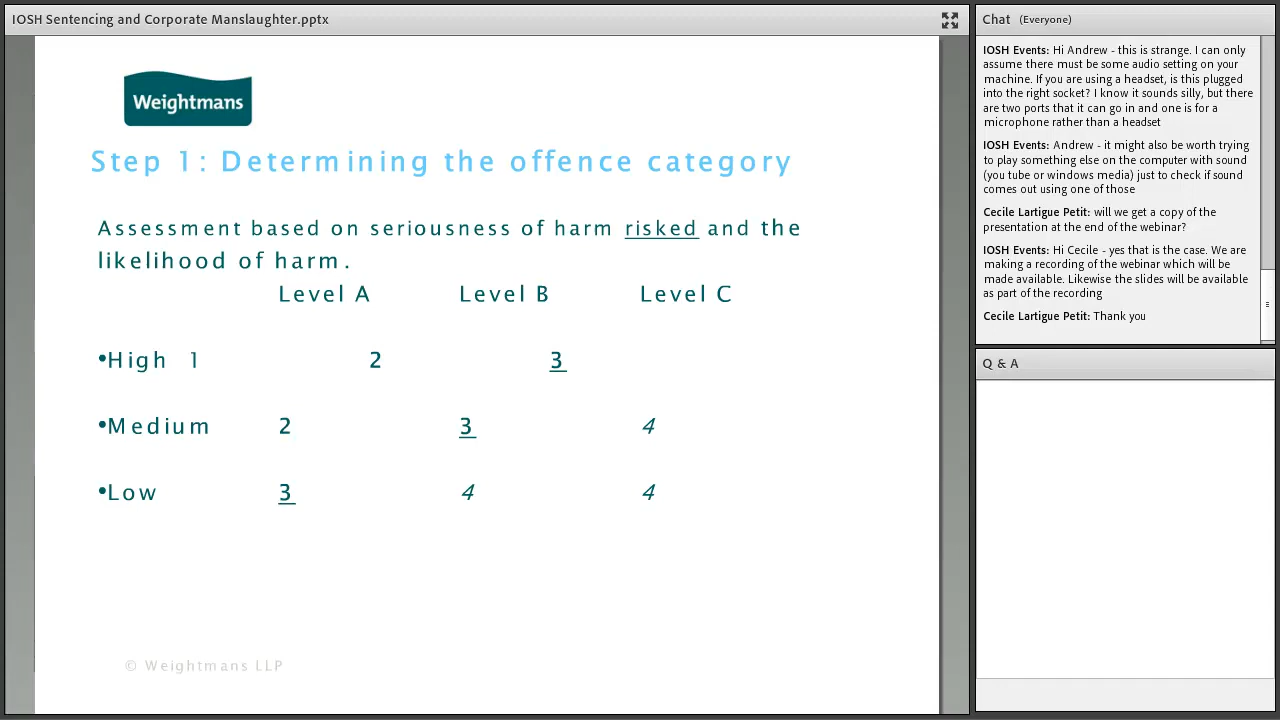 IOSH Sentencing and Corporate Manslaughter.pptx
Weightmans
Step 1: Determining the offence category
Assessment based on seriousness of harm risked and the
likelihood of harm.
Level A Level B Level C
•High 1 2 3
•Medium 2 3 4
•Low 3 4 4
© Weightmans LLP
Chat (Everyone)
IOSH Events: Hi Andrew - this is strange. I can only
assume there must be some audio setting on your
machine. If you are using a headset, is this plugged
into the right socket? I know it sounds silly, but there
are two ports that it can go in and one is for a
microphone rather than a headset
IOSH Events: Andrew - it might also be worth trying
to play something else on the computer with sound
(you tube or windows media) just to check if sound
comes out using one of those
Cecile Lartigue Petit: will we get a copy of the
presentation at the end of the webinar?
IOSH Events: Hi Cecile - yes that is the case. We are
making a recording of the webinar which will be
made available. Likewise the slides will be available
as part of the recording
Cecile Lartigue Petit: Thank you
Q & A